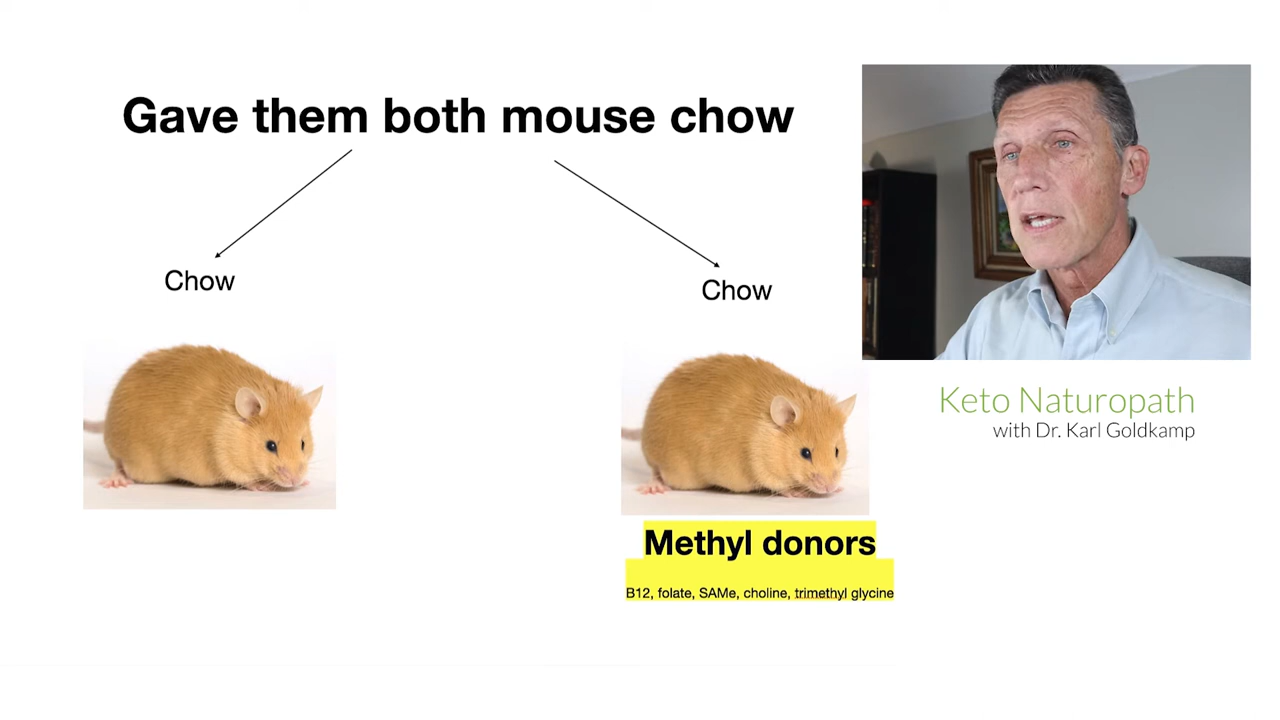 Gave them both mouse chow
Chow
Chow
Keto Naturopath
with Dr. Karl Goldkamp
Methyl donors
B12, folate, SAMe, choline, trimethyl glycine